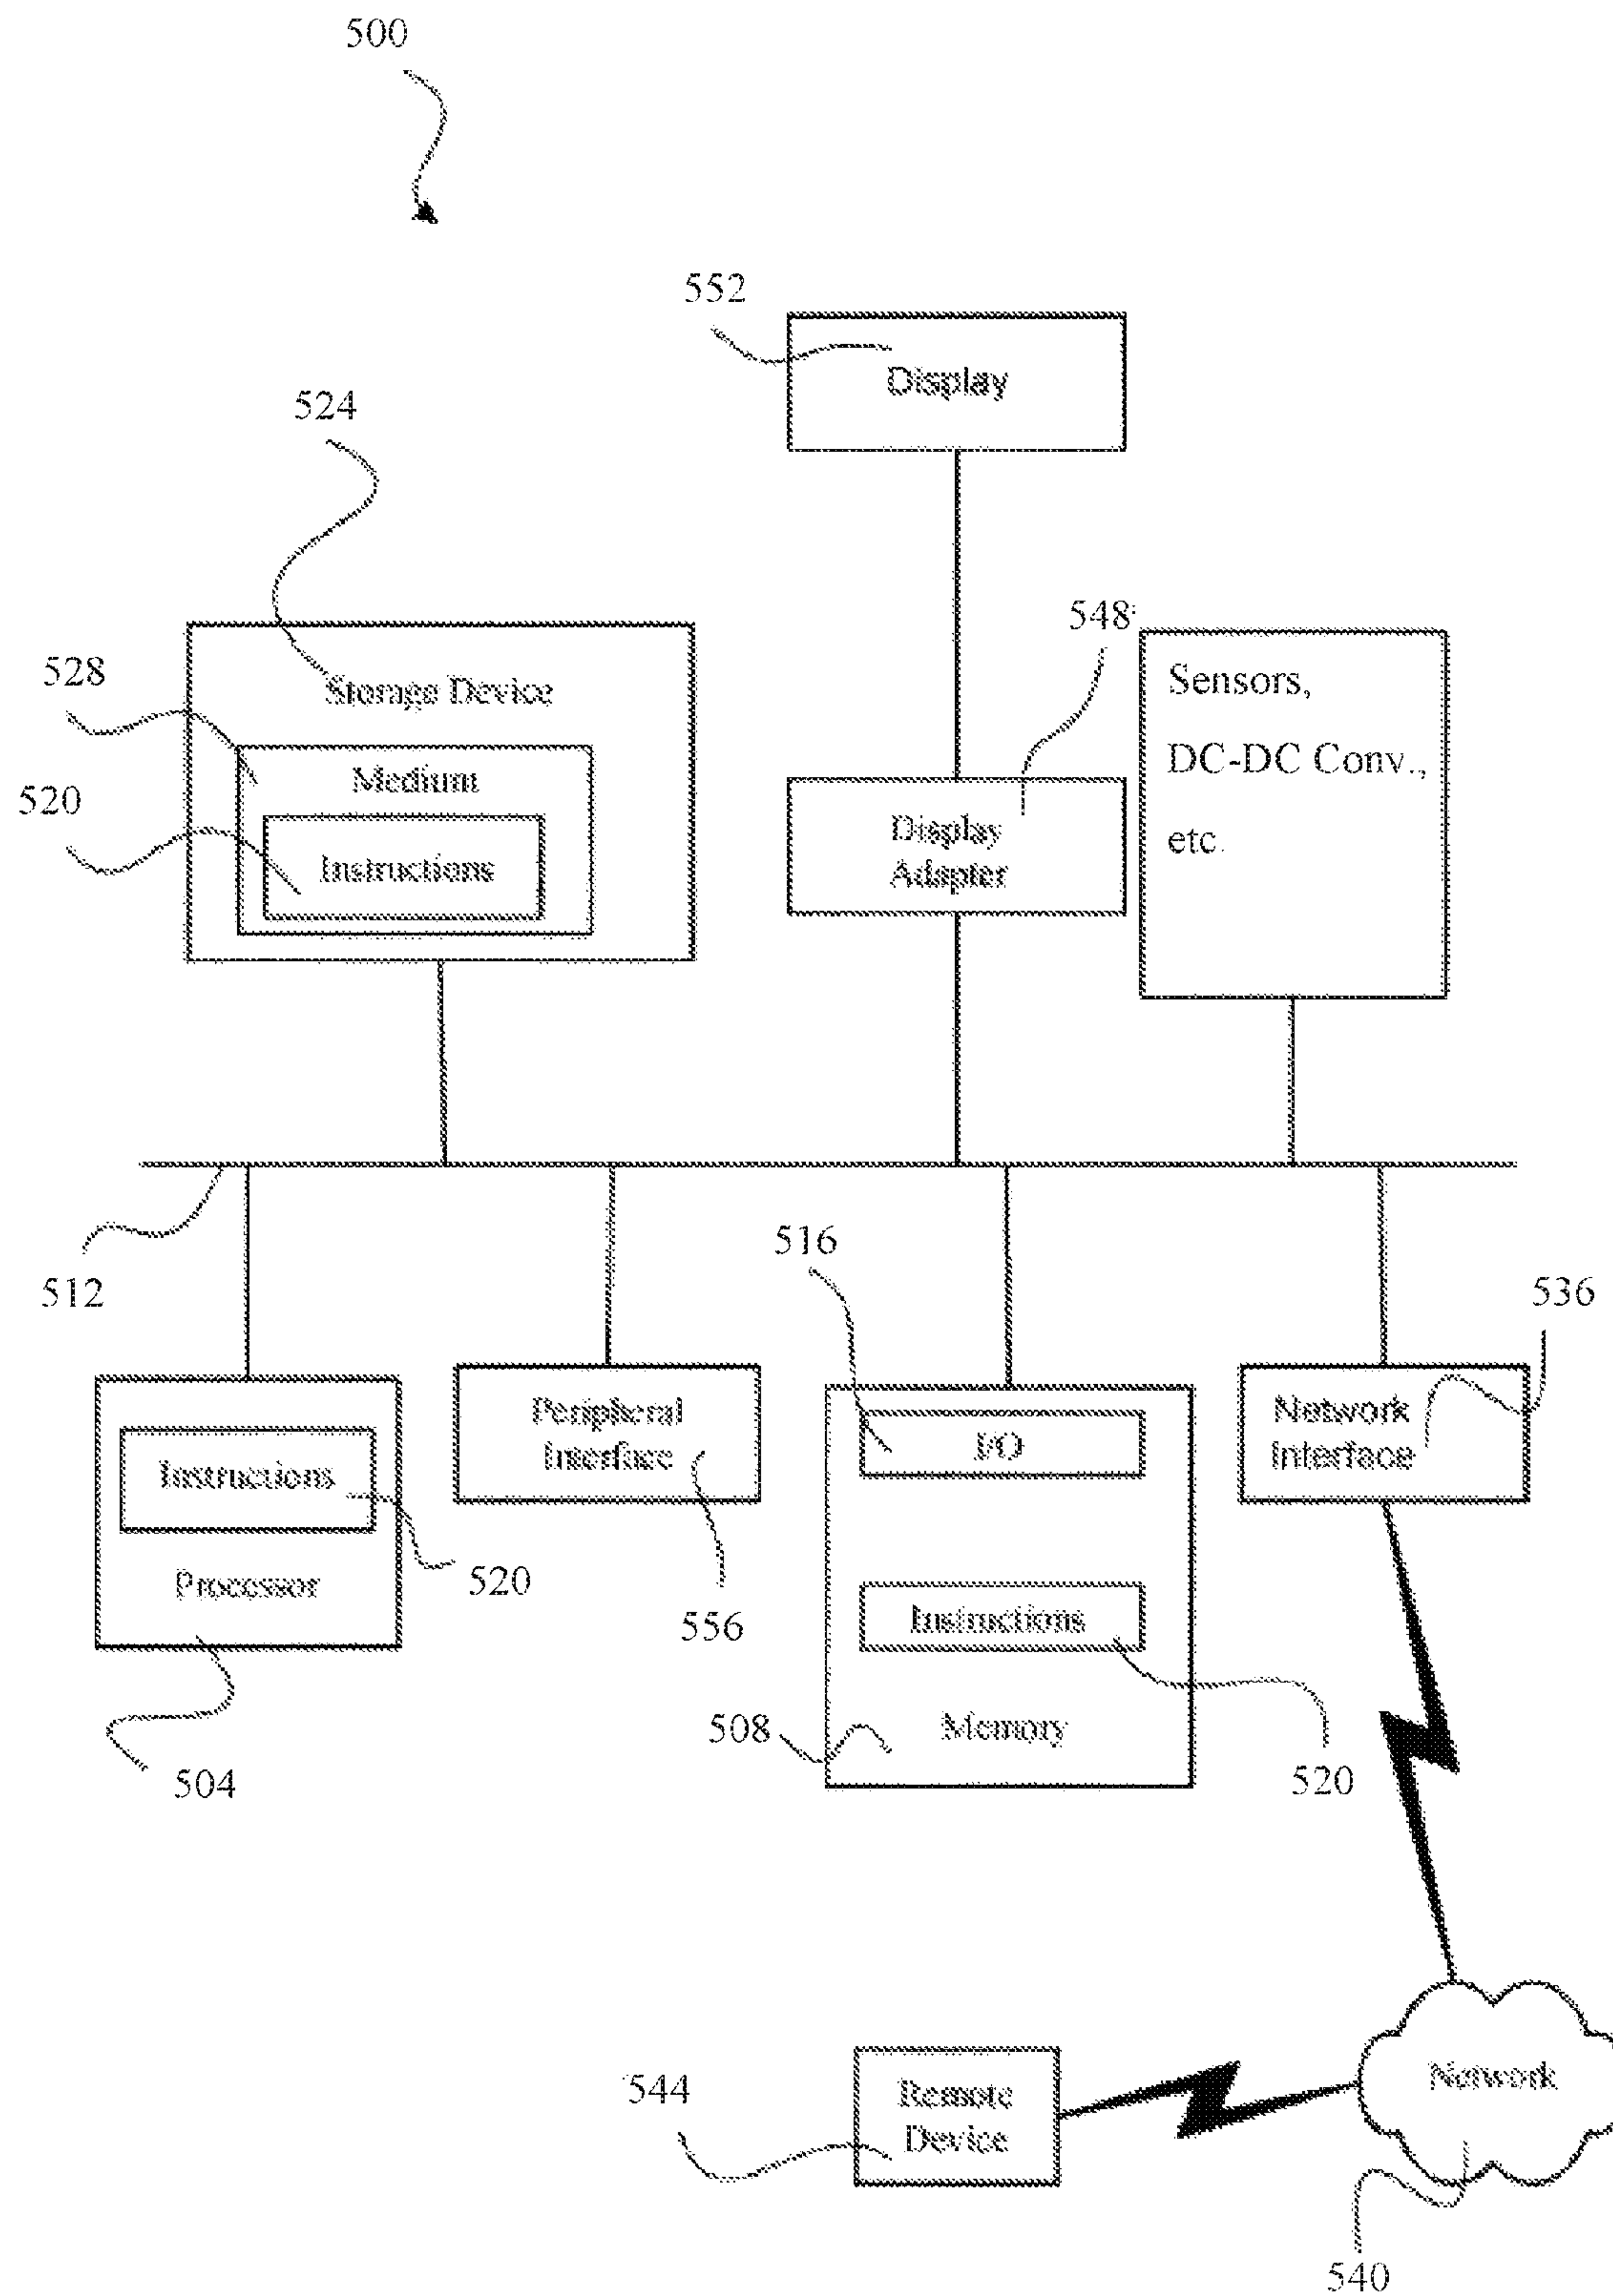 500
552
Display
524
548
Storage Device
528
Medium
520
Instructions
Display
Adapter
Sensors,
DC-DC Conv.,
etc.
512
516
536
Instructions
Processor
520
504
Peripheral
Interface
556
I/O
Instructions
508
Memory
520
Network
Interface
544
Remote
Device
Network
540